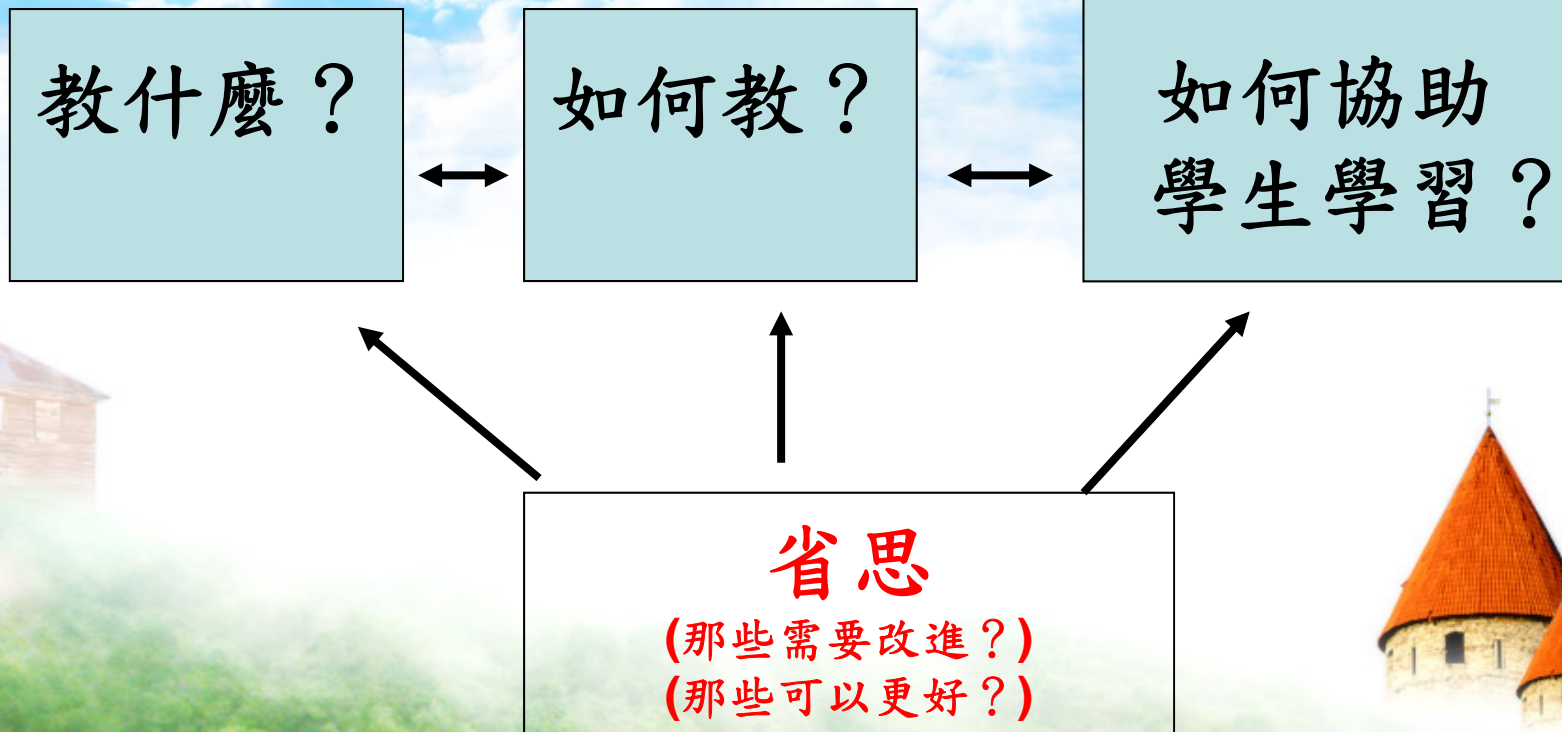 教什麼？
如何教？
如何協助
學生學習？
省思
(那些需要改進？)
(那些可以更好？)